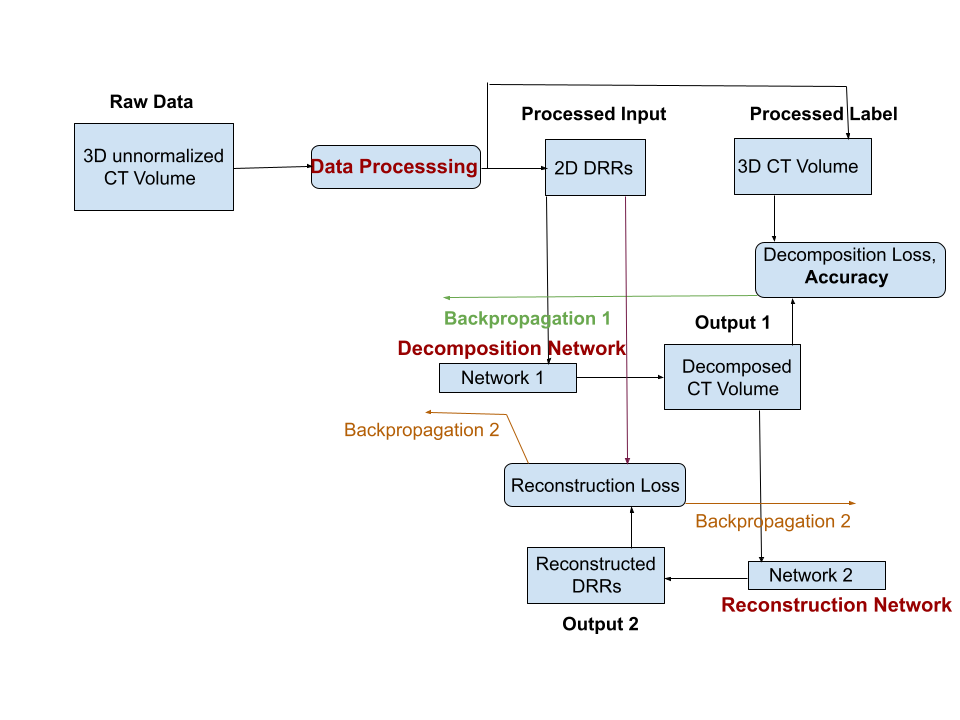 Raw Data
Processed Input
Processed Label
3D unnormalized
CT Volume
Data Processsing
2D DRRs
3D CT Volume
Decomposition Loss,
Accuracy
Backpropagation 1
Output 1
Decomposition Network
Network 1
Decomposed
CT Volume
Backpropagation 2
Reconstruction Loss
Backpropagation 2
Reconstructed
DRRs
Network 2
Reconstruction Network
Output 2